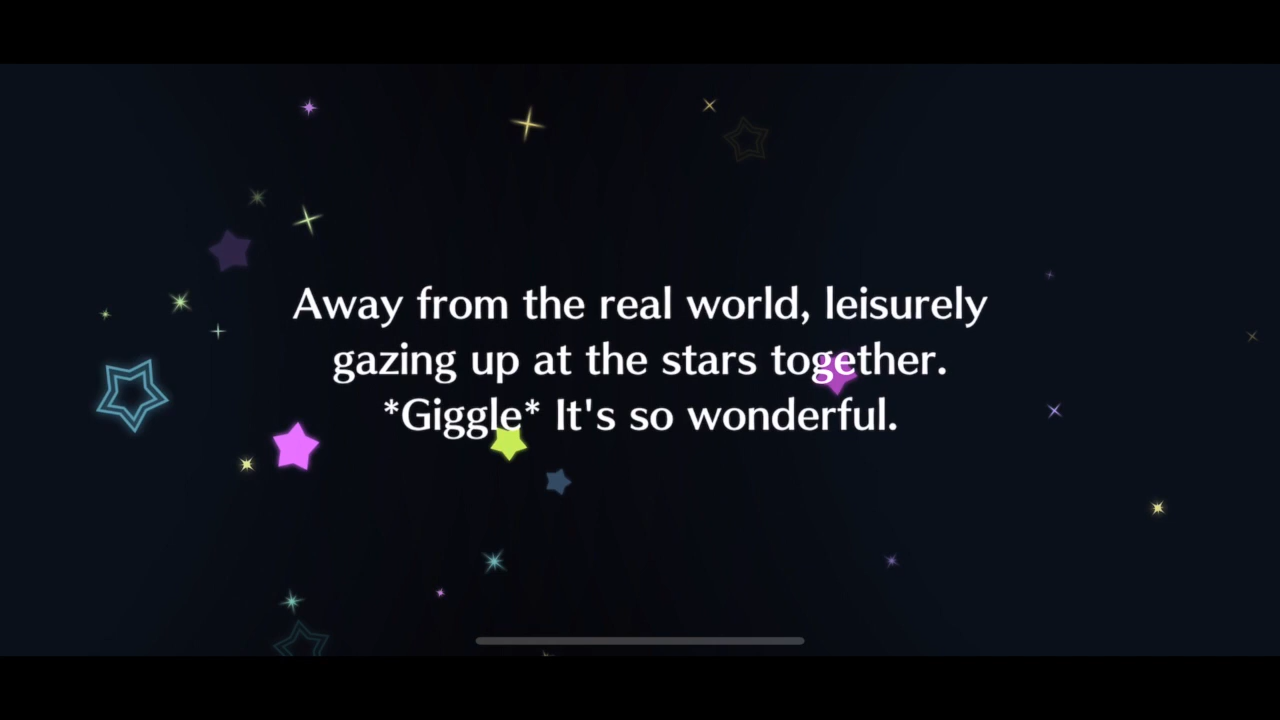 Away from the real world, leisurely
gazing up at the stars together.
*Giggle* It's so wonderful.